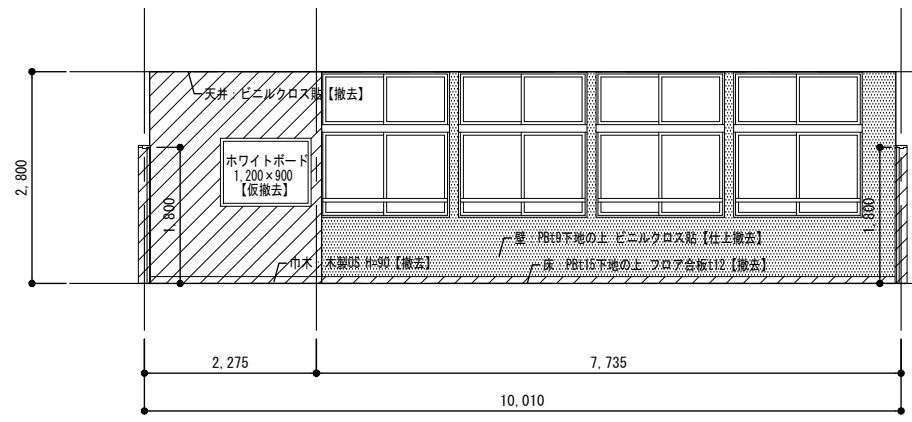 天井：ビニルクロス貼【撤去】
ホワイトボード
1,200×900
【仮撤去】
2,800
1,800
1,800
壁：PBt9下地の上 ビニルクロス貼【仕上撤去】
巾木：木製OS H=90【撤去】
床：PBt15下地の上 フロア合板t12【撤去】
2,275
7,735
10,010